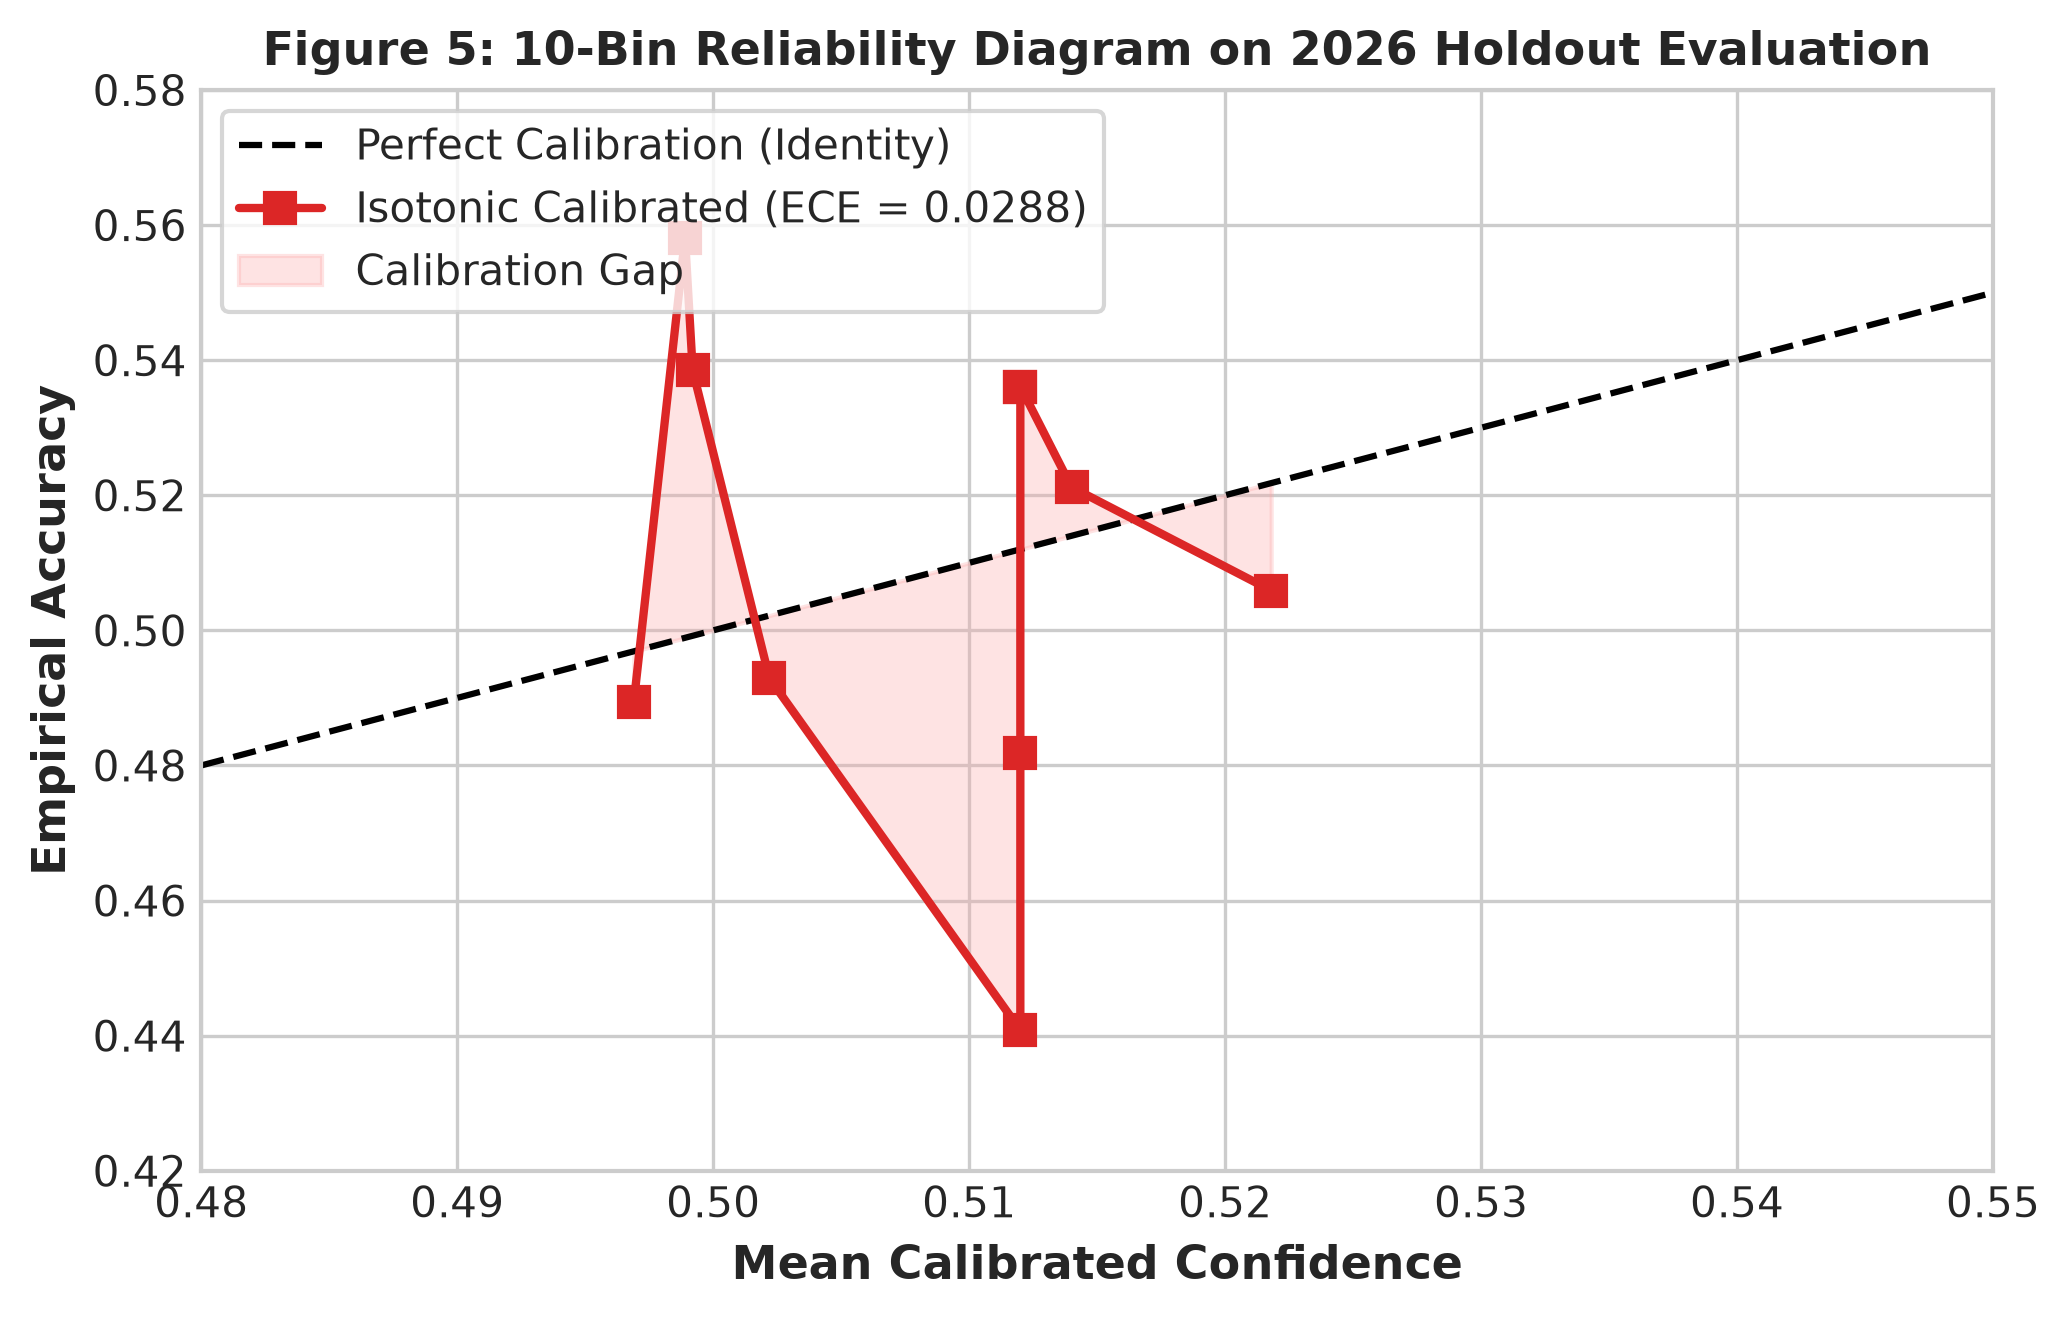 Figure 5: 10-Bin Reliability Diagram on 2026 Holdout Evaluation
Perfect Calibration (Identity)
Isotonic Calibrated (ECE = 0.0288)
Calibration Gap
Empirical Accuracy
0.58
0.56
0.54
0.52
0.50
0.48
0.46
0.44
0.42
0.48 0.49 0.50 0.51 0.52 0.53 0.54 0.55
Mean Calibrated Confidence